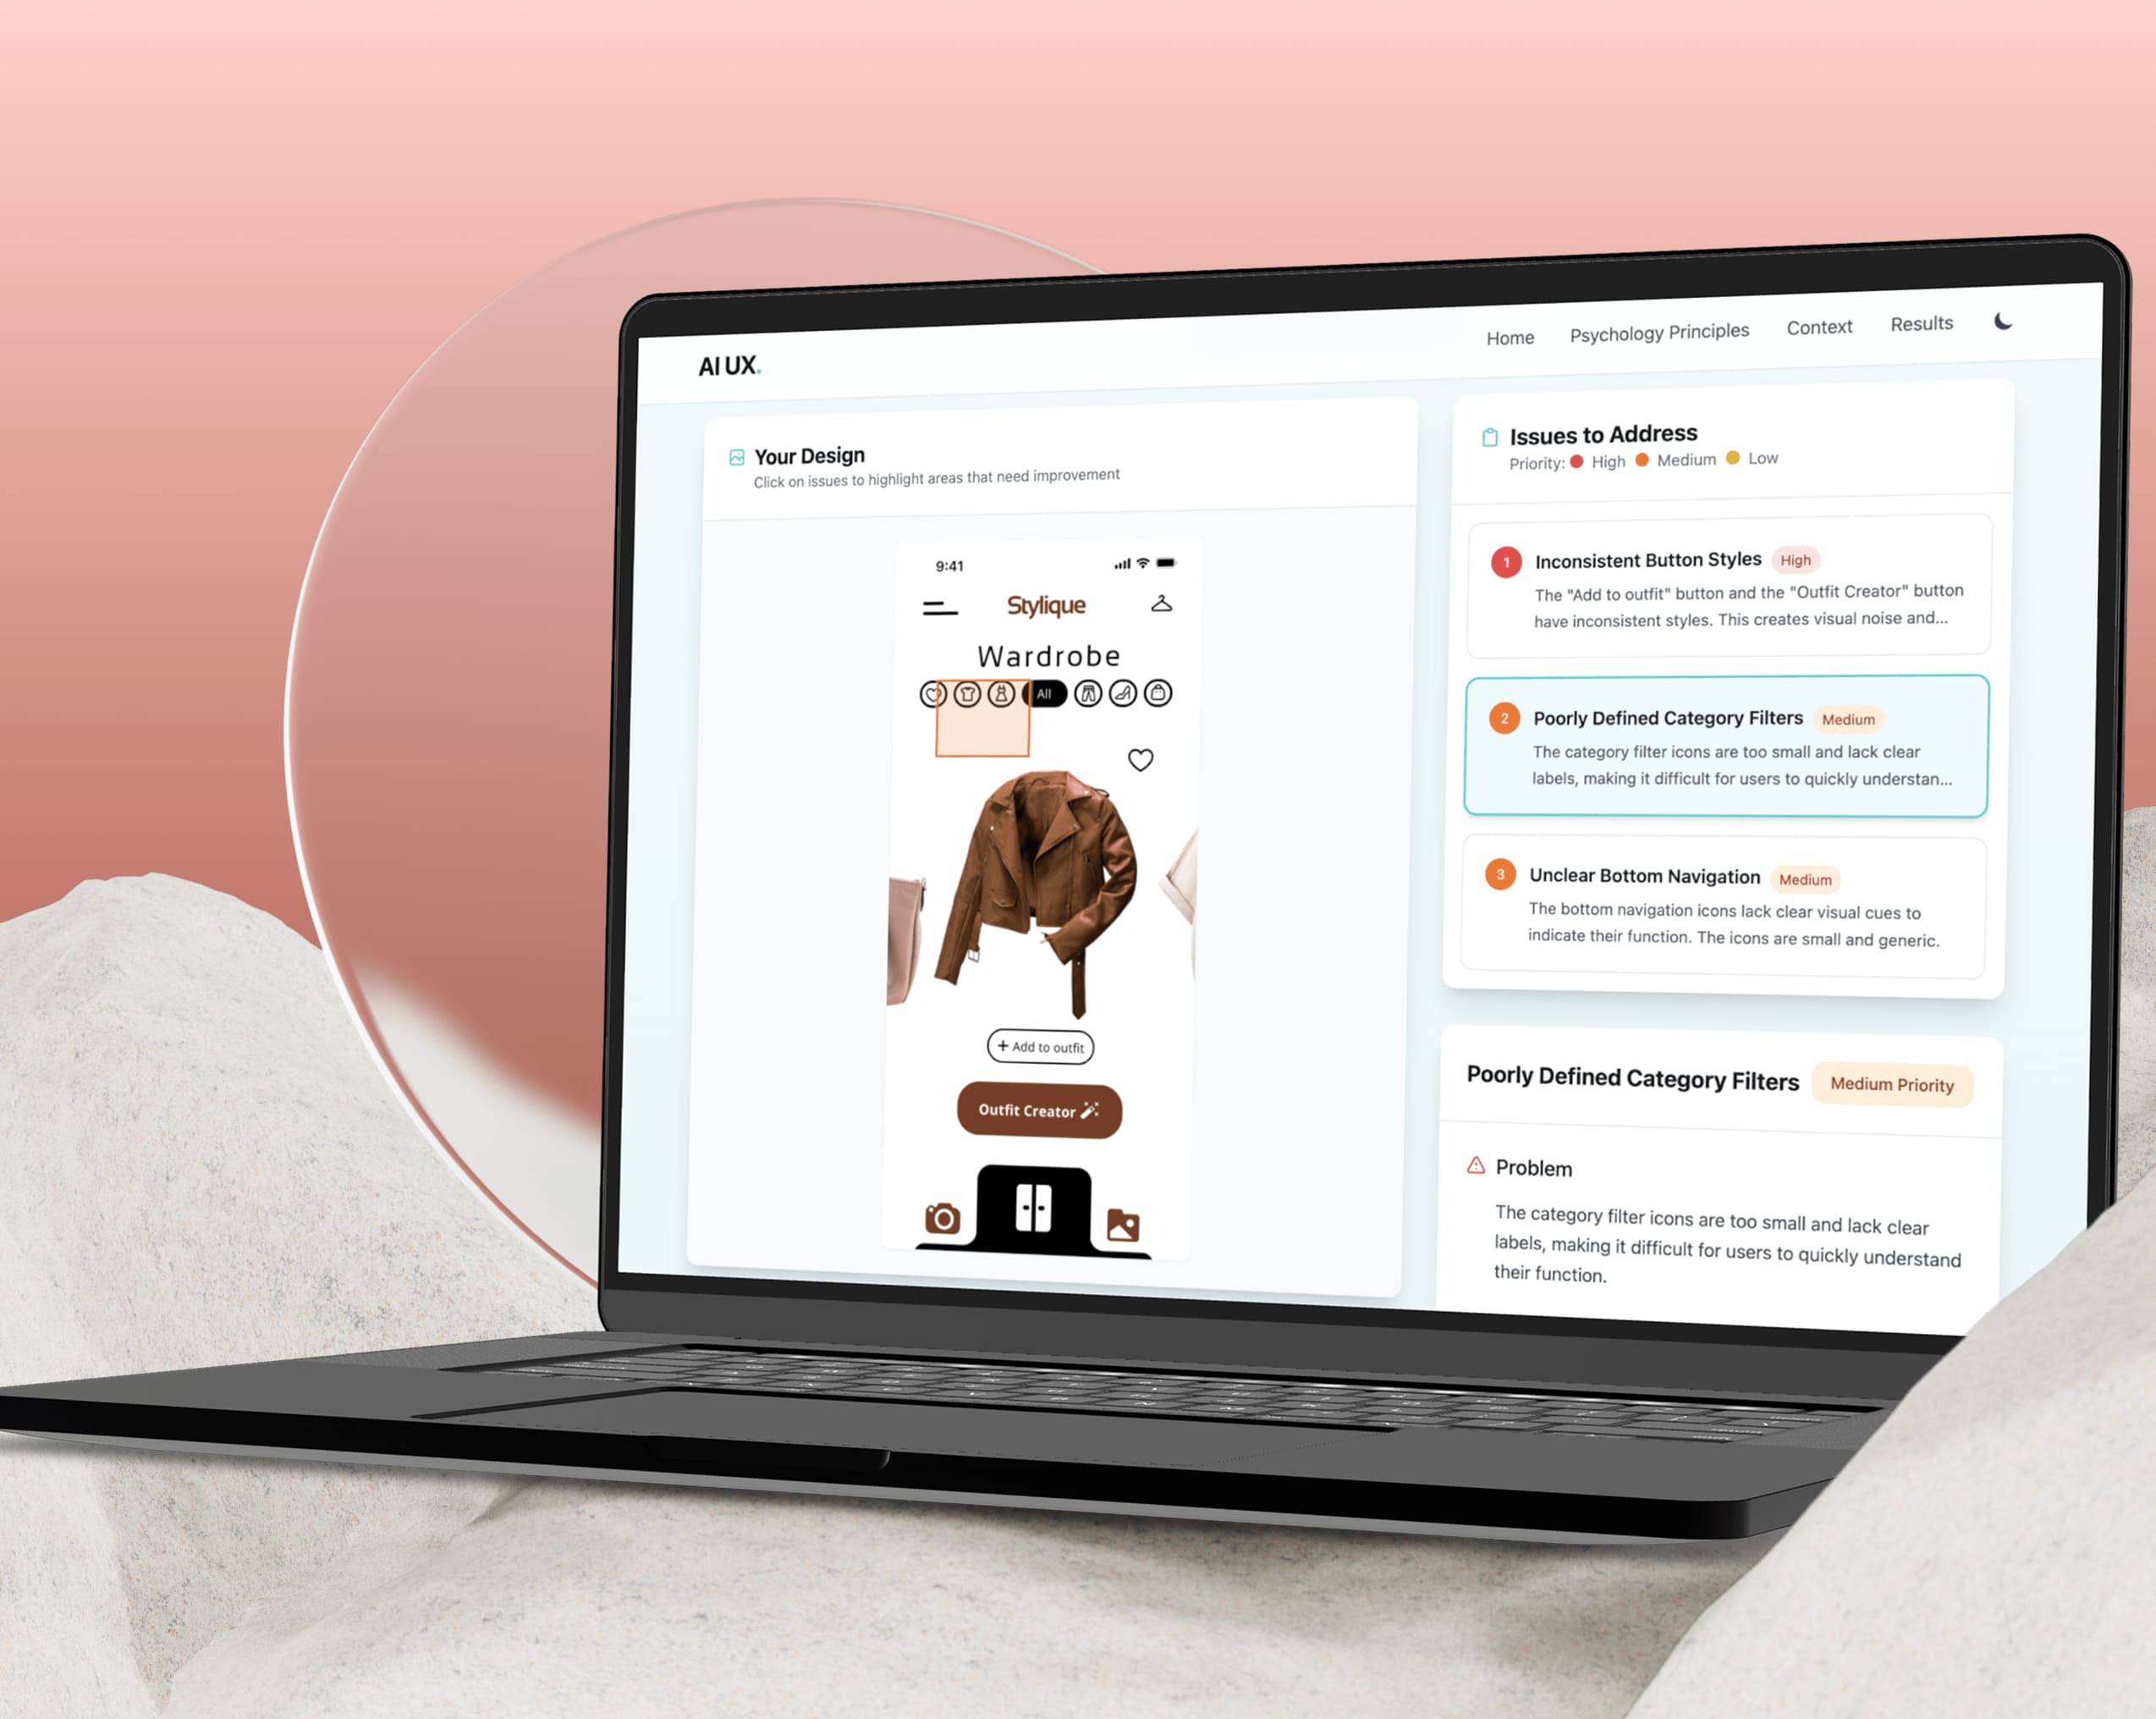 AI UX.
Home
Psychology Principles
Context
Results
Your Design
Click on issues to highlight areas that need improvement
9:41
Stylique
Wardrobe
All
+ Add to outfit
Outfit Creator
Issues to Address
Priority: High Medium Low
1 Inconsistent Button Styles High
The "Add to outfit" button and the "Outfit Creator" button
have inconsistent styles. This creates visual noise and...
2 Poorly Defined Category Filters Medium
The category filter icons are too small and lack clear
labels, making it difficult for users to quickly understan...
3 Unclear Bottom Navigation Medium
The bottom navigation icons lack clear visual cues to
indicate their function. The icons are small and generic.
Poorly Defined Category Filters Medium Priority
Problem
The category filter icons are too small and lack clear
labels, making it difficult for users to quickly understand
their function.